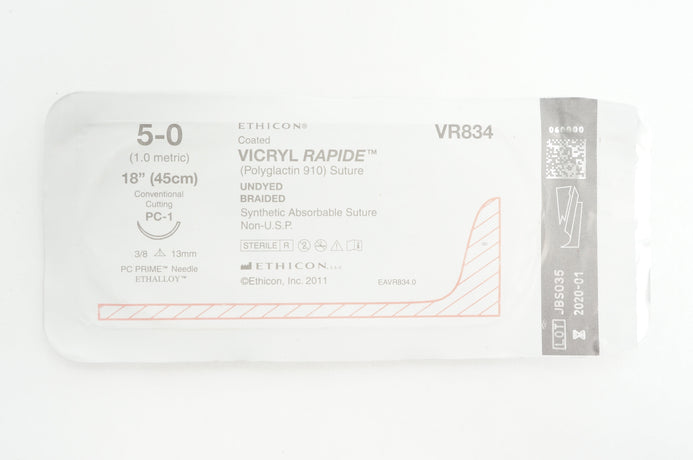 5-0
(1.0 metric)
18" (45cm)
Conventional
Cutting
PC-1
3/8 13mm
PC PRIME™ Needle
ETHALLOY™
ETHICON®
Coated
VICRYL RAPIDE™
(Polyglactin 910) Suture
UNDYED
BRAIDED
Synthetic Absorbable Suture
Non-U.S.P.
STERILE R 2
ETHICON
©Ethicon, Inc. 2011
EAVR834.0
VR834
LOT JBS035
2020-01